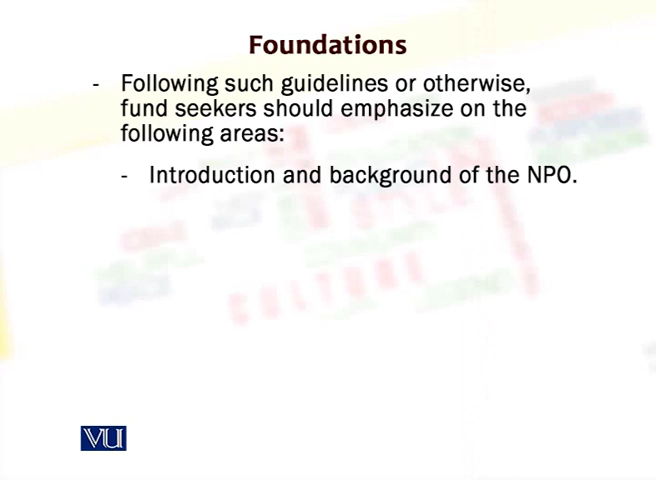 Foundations
- Following such guidelines or otherwise,
fund seekers should emphasize on the
following areas:
- Introduction and background of the NPO.
CULTURE
VU